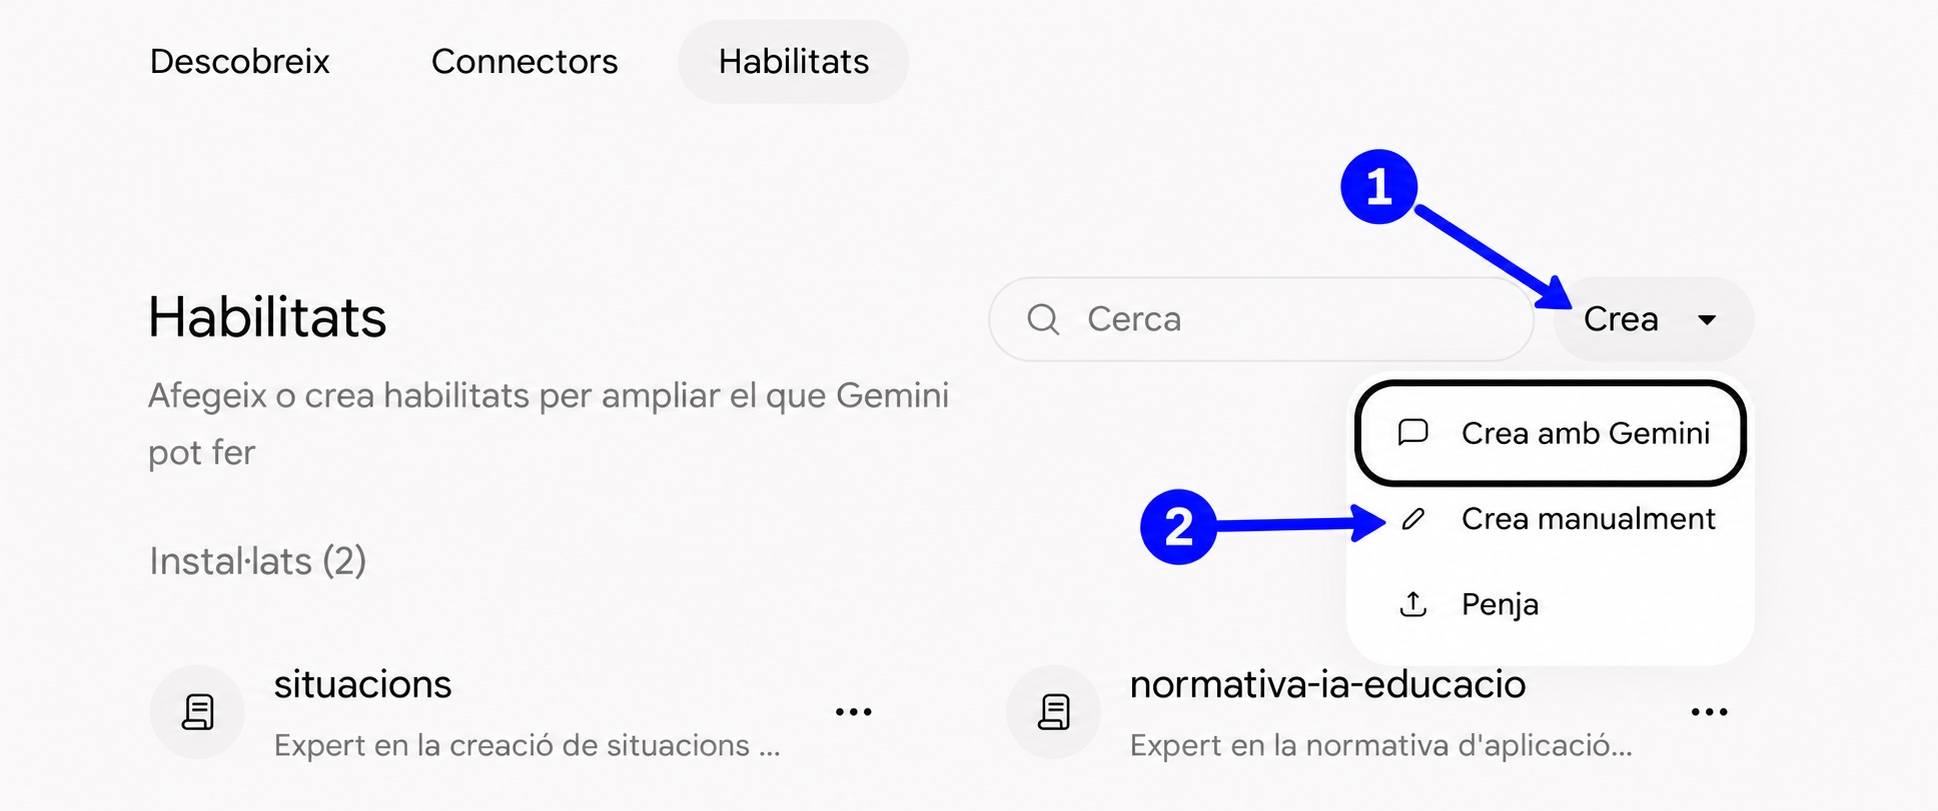 Descobreix
Connectors
Habilitats
1
Habilitats
Cerca
Crea
Afegeix o crea habilitats per ampliar el que Gemini
pot fer
Crea amb Gemini
2
Crea manualment
Instal·lats (2)
Penja
situacions
Expert en la creació de situacions ...
normativa-ia-educacio
Expert en la normativa d'aplicació...